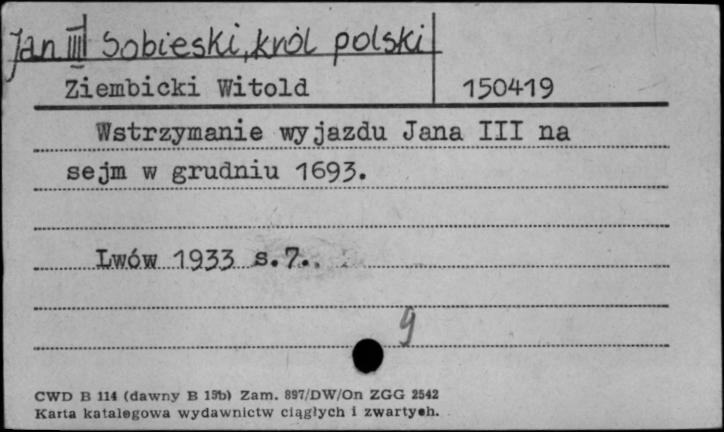 Jan III Sobieski, król polski
Ziembicki Witold 150419
Wstrzymanie wyjazdu Jana III na
sejm w grudniu 1693.
Lwów 1933 s.7..
9
CWD B 114 (dawny B 15b) Zam. 897/DW/On ZGG 2542
Karta katalogowa wydawnictw ciągłych i zwartych.